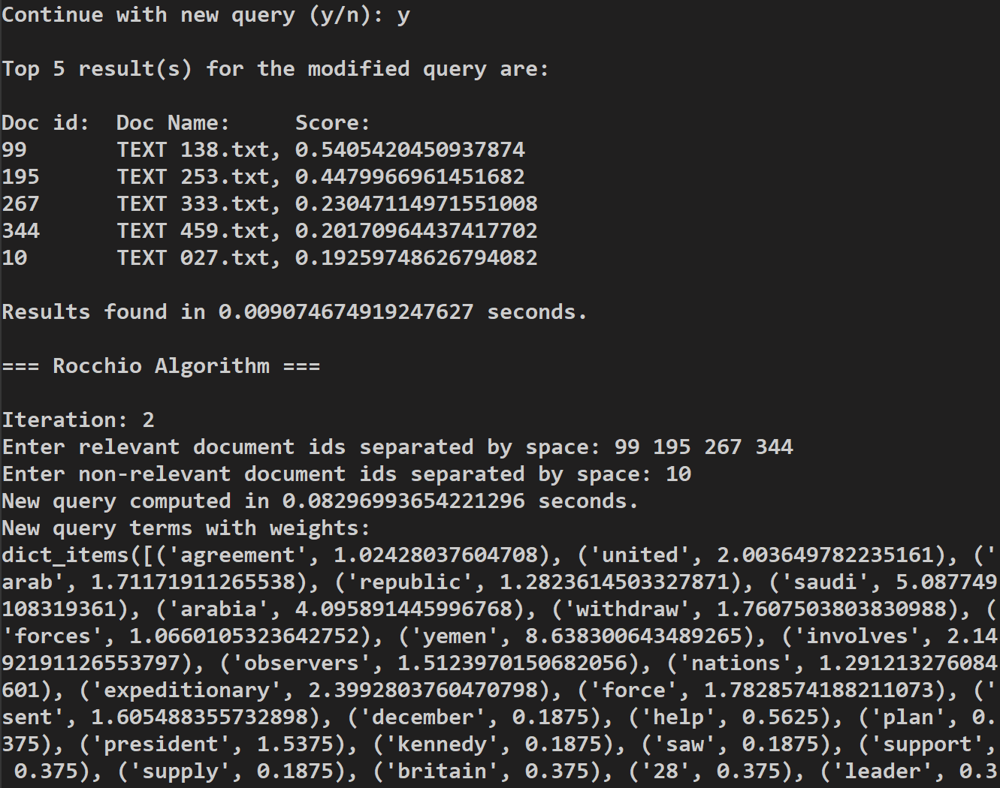 Continue with new query (y/n): y
Top 5 result(s) for the modified query are:
Doc id:  Doc Name:     Score:
99       TEXT 138.txt, 0.5405420450937874
195      TEXT 253.txt, 0.4479966961451682
267      TEXT 333.txt, 0.23047114971551008
344      TEXT 459.txt, 0.20170964437417702
10       TEXT 027.txt, 0.19259748626794082
Results found in 0.009074674919247627 seconds.
=== Rocchio Algorithm ===
Iteration: 2
Enter relevant document ids separated by space: 99 195 267 344
Enter non-relevant document ids separated by space: 10
New query computed in 0.08296993654221296 seconds.
New query terms with weights:
dict_items([('agreement', 1.02428037604708), ('united', 2.003649782235161), ('
arab', 1.71171911265538), ('republic', 1.2823614503327871), ('saudi', 5.087749
108319361), ('arabia', 4.095891445996768), ('withdraw', 1.7607503803830988), (
'forces', 1.0660105323642752), ('yemen', 8.638300643489265), ('involves', 2.14
92191126553797), ('observers', 1.5123970150682056), ('nations', 1.291213276084
601), ('expeditionary', 2.3992803760470798), ('force', 1.7828574188211073), ('
sent', 1.605488355732898), ('december', 0.1875), ('help', 0.5625), ('plan', 0.
375), ('president', 1.5375), ('kennedy', 0.1875), ('saw', 0.1875), ('support',
 0.375), ('supply', 0.1875), ('britain', 0.375), ('28', 0.375), ('leader', 0.3